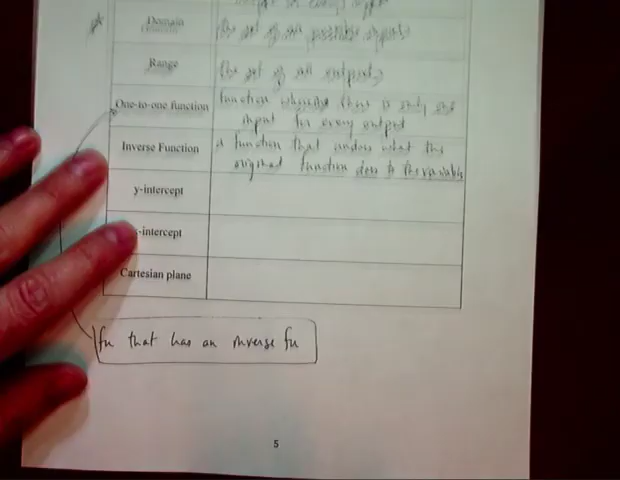 Domain the set of all possible inputs
Range the set of all outputs
One-to-one function function whereby there is only one
input for every output
Inverse Function a function that undoes what the
original function does to the variable
y-intercept
-intercept
Cartesian plane
fn that has an inverse fn
5